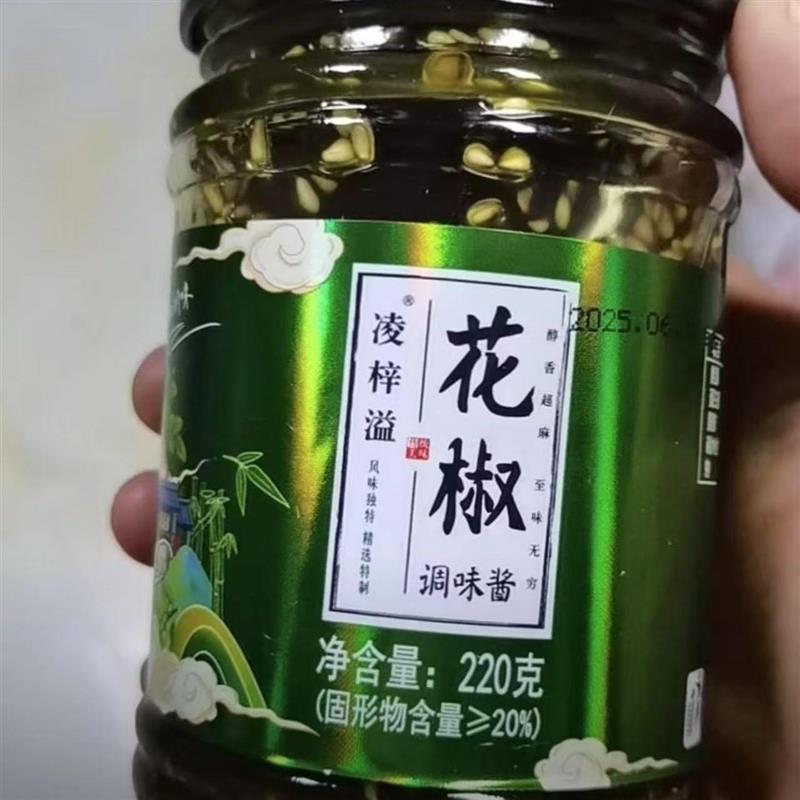 凌梓溢®
风味独特 精选特制
花椒
调味酱
醇香超麻 至味无穷
2025.06
净含量：220克
(固形物含量≥20%)